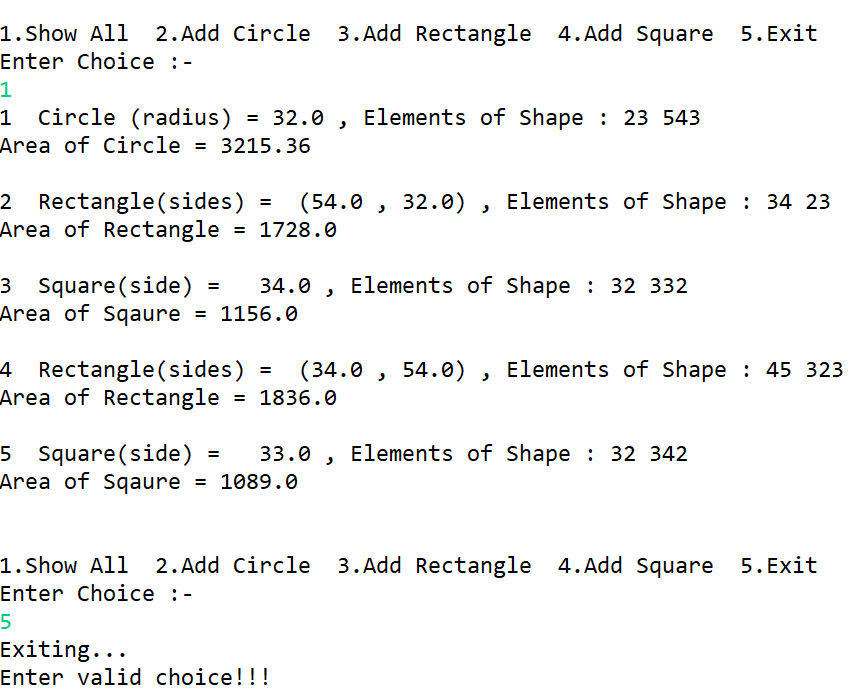 1.Show All  2.Add Circle  3.Add Rectangle  4.Add Square  5.Exit
Enter Choice :-
1
1  Circle (radius) = 32.0 , Elements of Shape : 23 543
Area of Circle = 3215.36
2  Rectangle(sides) =  (54.0 , 32.0) , Elements of Shape : 34 23
Area of Rectangle = 1728.0
3  Square(side) =   34.0 , Elements of Shape : 32 332
Area of Sqaure = 1156.0
4  Rectangle(sides) =  (34.0 , 54.0) , Elements of Shape : 45 323
Area of Rectangle = 1836.0
5  Square(side) =   33.0 , Elements of Shape : 32 342
Area of Sqaure = 1089.0
1.Show All  2.Add Circle  3.Add Rectangle  4.Add Square  5.Exit
Enter Choice :-
5
Exiting...
Enter valid choice!!!